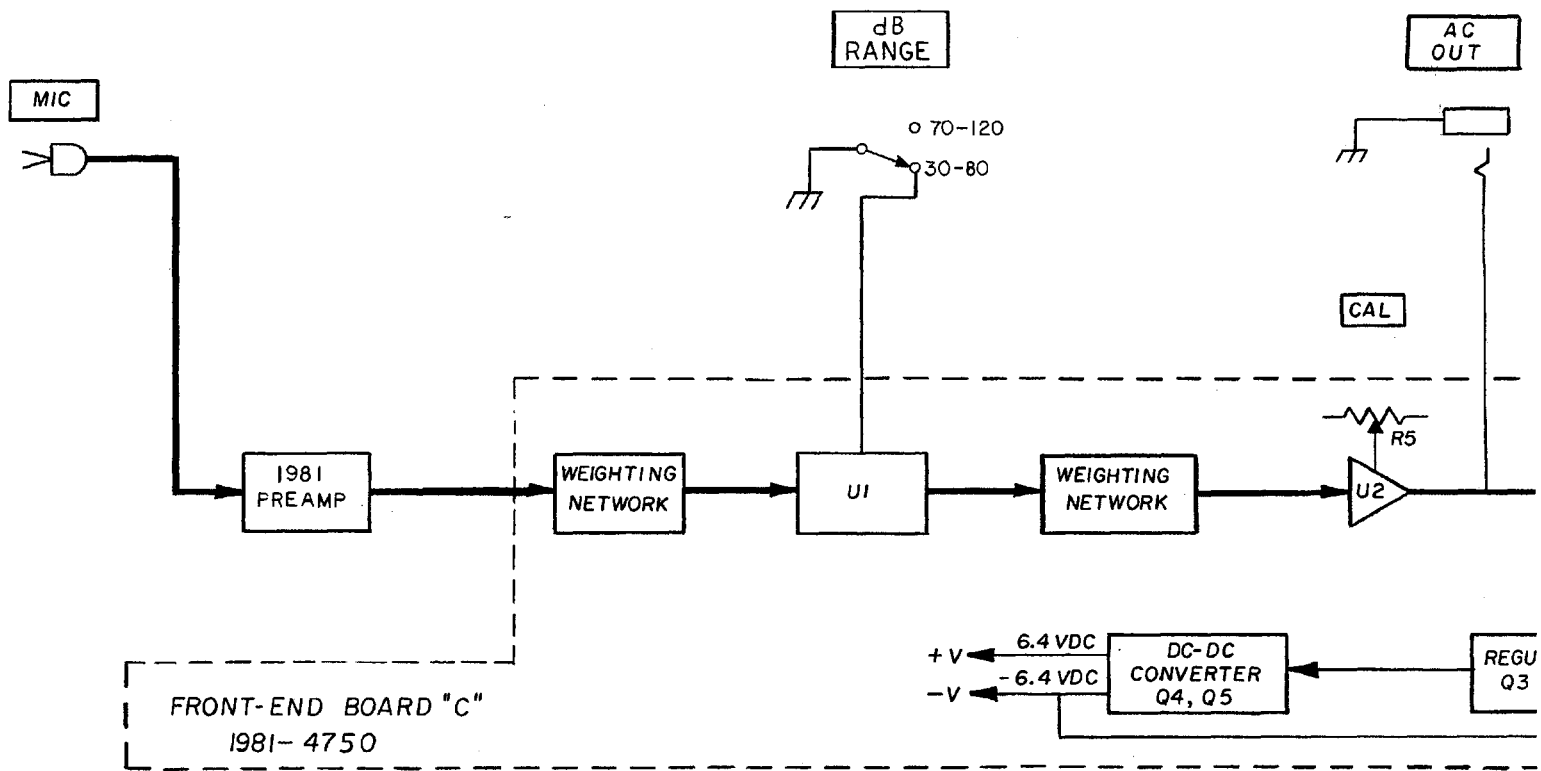 dB
RANGE
AC
OUT
MIC
70-120
30-80
CAL
R5
1981
PREAMP
WEIGHTING
NETWORK
U1
WEIGHTING
NETWORK
U2
+V
6.4 VDC
-6.4 VDC
-V
DC-DC
CONVERTER
Q4, Q5
REGU
Q3
FRONT-END BOARD "C"
1981-4750